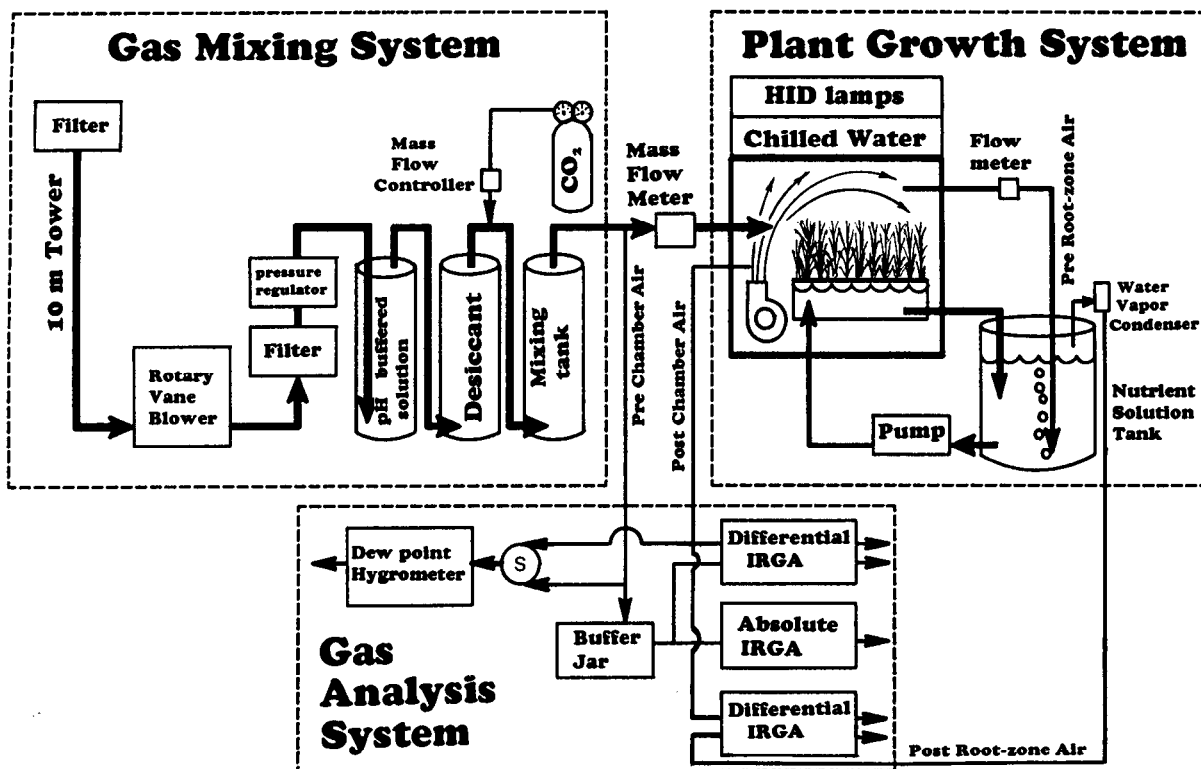 Gas Mixing System
Filter
10 m Tower
Rotary
Vane
Blower
Filter
pressure
regulator
pH buffered
solution
Desiccant
Mixing
tank
Mass
Flow
Controller
CO₂
Mass
Flow
Meter
Pre Chamber Air
Post Chamber Air
Plant Growth System
HID lamps
Chilled Water
Flow
meter
Pre Root-zone Air
Water
Vapor
Condenser
Nutrient
Solution
Tank
Pump
Gas
Analysis
System
Dew point
Hygrometer
S
Buffer
Jar
Differential
IRGA
Absolute
IRGA
Differential
IRGA
Post Root-zone Air